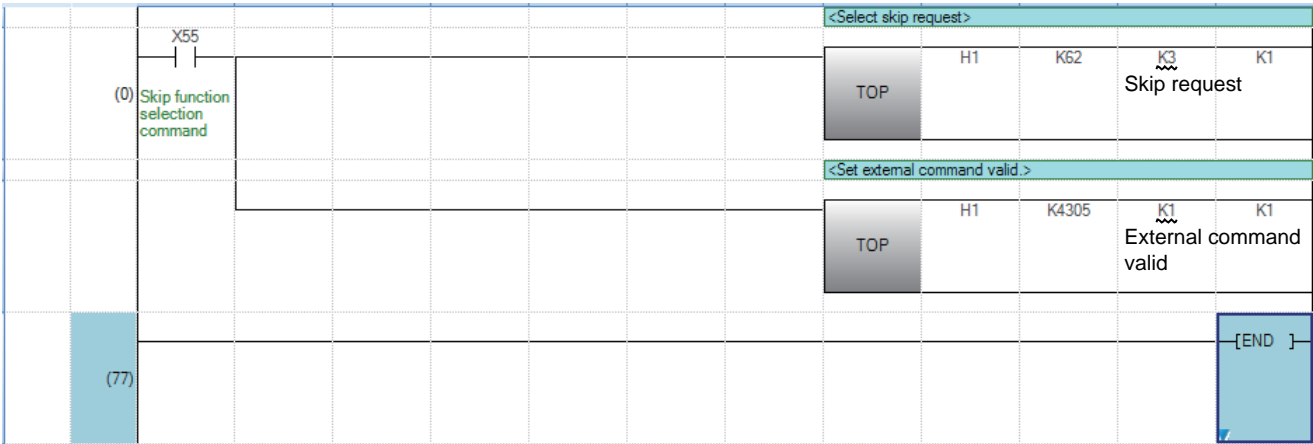 <Select skip request>
X55
H1 K62 K3 K1
TOP
Skip request
(0) Skip function
selection
command
<Set external command valid.>
H1 K4305 K1 K1
TOP
External command
valid
[END ]
(77)